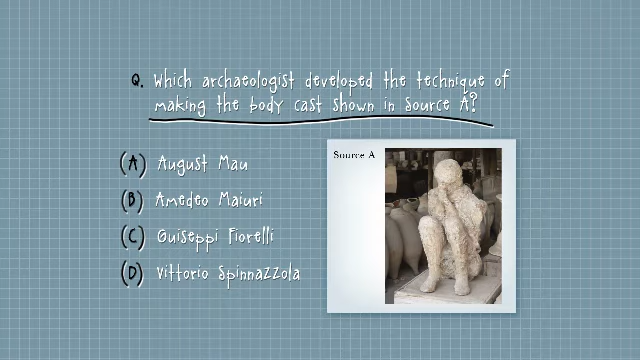 Q. Which archaeologist developed the technique of
making the body cast shown in Source A?
(A) August Mau
(B) Amedeo Maiuri
(C) Guiseppi Fiorelli
(D) Vittorio Spinnazzola
Source A